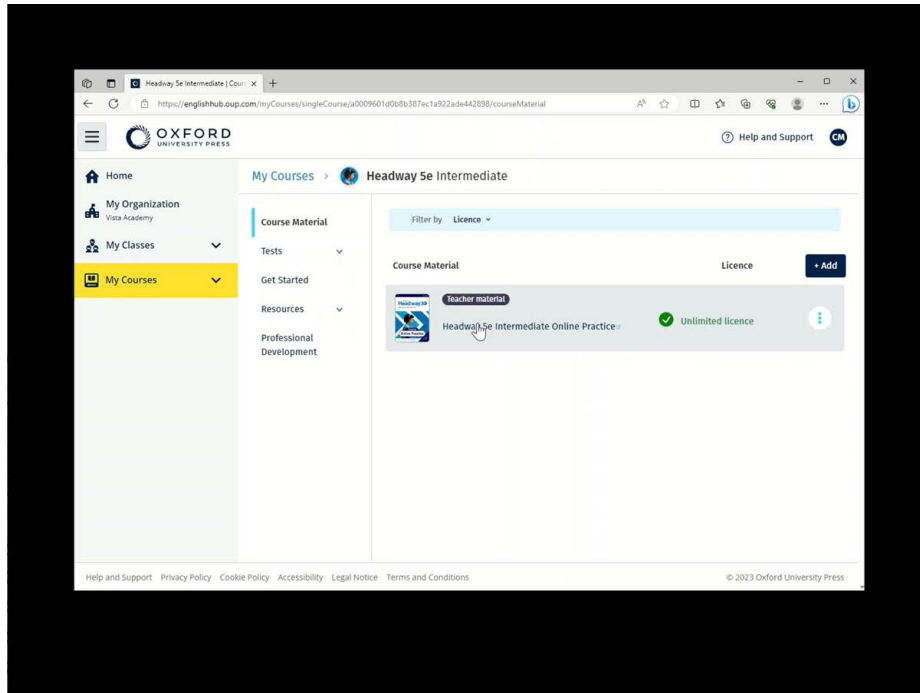 Headway 5e Intermediate | Cour
https://englishhub.oup.com/myCourses/singleCourse/a0009601d0b8b387ec1a922ade442898/courseMaterial
OXFORD
UNIVERSITY PRESS
Help and Support
CM
Home
My Organization
Vista Academy
My Classes
My Courses
My Courses > Headway 5e Intermediate
Course Material
Tests
Get Started
Resources
Professional
Development
Filter by Licence
Course Material Licence + Add
Teacher material
Headway 5e Intermediate Online Practice
Unlimited licence
Headway
Online Practice
Help and Support Privacy Policy Cookie Policy Accessibility Legal Notice Terms and Conditions © 2023 Oxford University Press